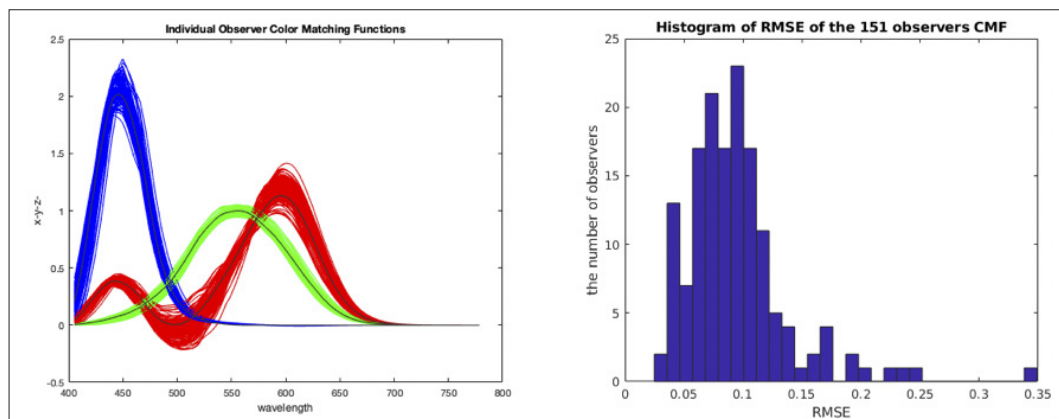 Individual Observer Color Matching Functions
2.5
2
1.5
1
0.5
0
-0.5
x-y-z-
400 450 500 550 600 650 700 750 800
wavelength
Histogram of RMSE of the 151 observers CMF
25
20
15
10
5
0
the number of observers
0 0.05 0.1 0.15 0.2 0.25 0.3 0.35
RMSE